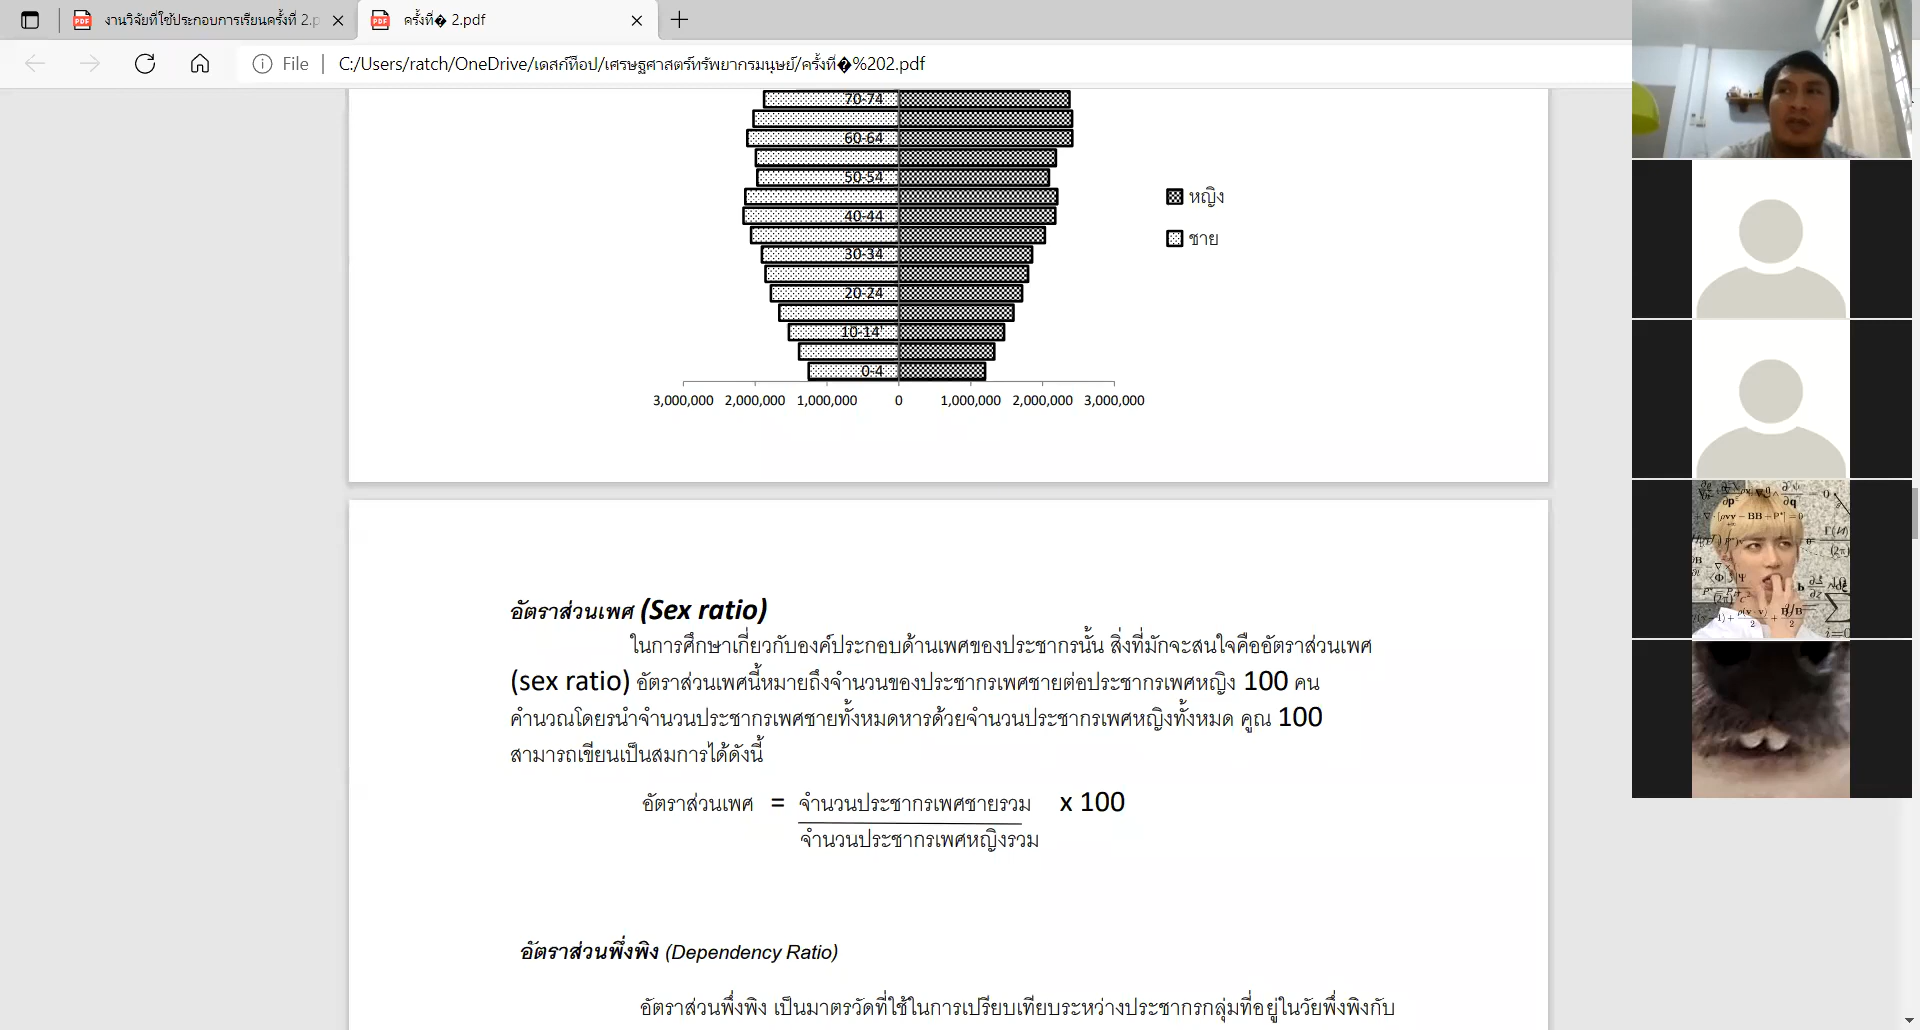 งานวิจัยที่ใช้ประกอบการเรียนครั้งที่ 2.p
ครั้งที่� 2.pdf
File
C:/Users/ratch/OneDrive/เดสก์ท็อป/เศรษฐศาสตร์ทรัพยากรมนุษย์/ครั้งที่�%202.pdf
70-74
60-64
50-54
40-44
30-34
20-24
10-14
0-4
3,000,000 2,000,000 1,000,000 0 1,000,000 2,000,000 3,000,000
หญิง
ชาย
อัตราส่วนเพศ (Sex ratio)
ในการศึกษาเกี่ยวกับองค์ประกอบด้านเพศของประชากรนั้น สิ่งที่มักจะสนใจคืออัตราส่วนเพศ
(sex ratio) อัตราส่วนเพศนี้หมายถึงจำนวนของประชากรเพศชายต่อประชากรเพศหญิง 100 คน
คำนวณโดยรนำจำนวนประชากรเพศชายทั้งหมดหารด้วยจำนวนประชากรเพศหญิงทั้งหมด คูณ 100
สามารถเขียนเป็นสมการได้ดังนี้
อัตราส่วนเพศ = จำนวนประชากรเพศชายรวม x 100
จำนวนประชากรเพศหญิงรวม
อัตราส่วนพึ่งพิง (Dependency Ratio)
อัตราส่วนพึ่งพิง เป็นมาตรวัดที่ใช้ในการเปรียบเทียบระหว่างประชากรกลุ่มที่อยู่ในวัยพึ่งพิงกับ